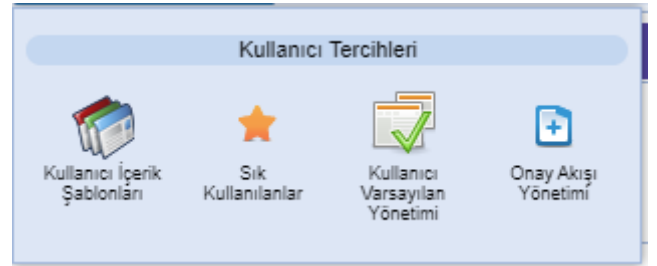 Kullanıcı Tercihleri
Kullanıcı İçerik
Şablonları
Sık
Kullanılanlar
Kullanıcı
Varsayılan
Yönetimi
Onay Akışı
Yönetimi